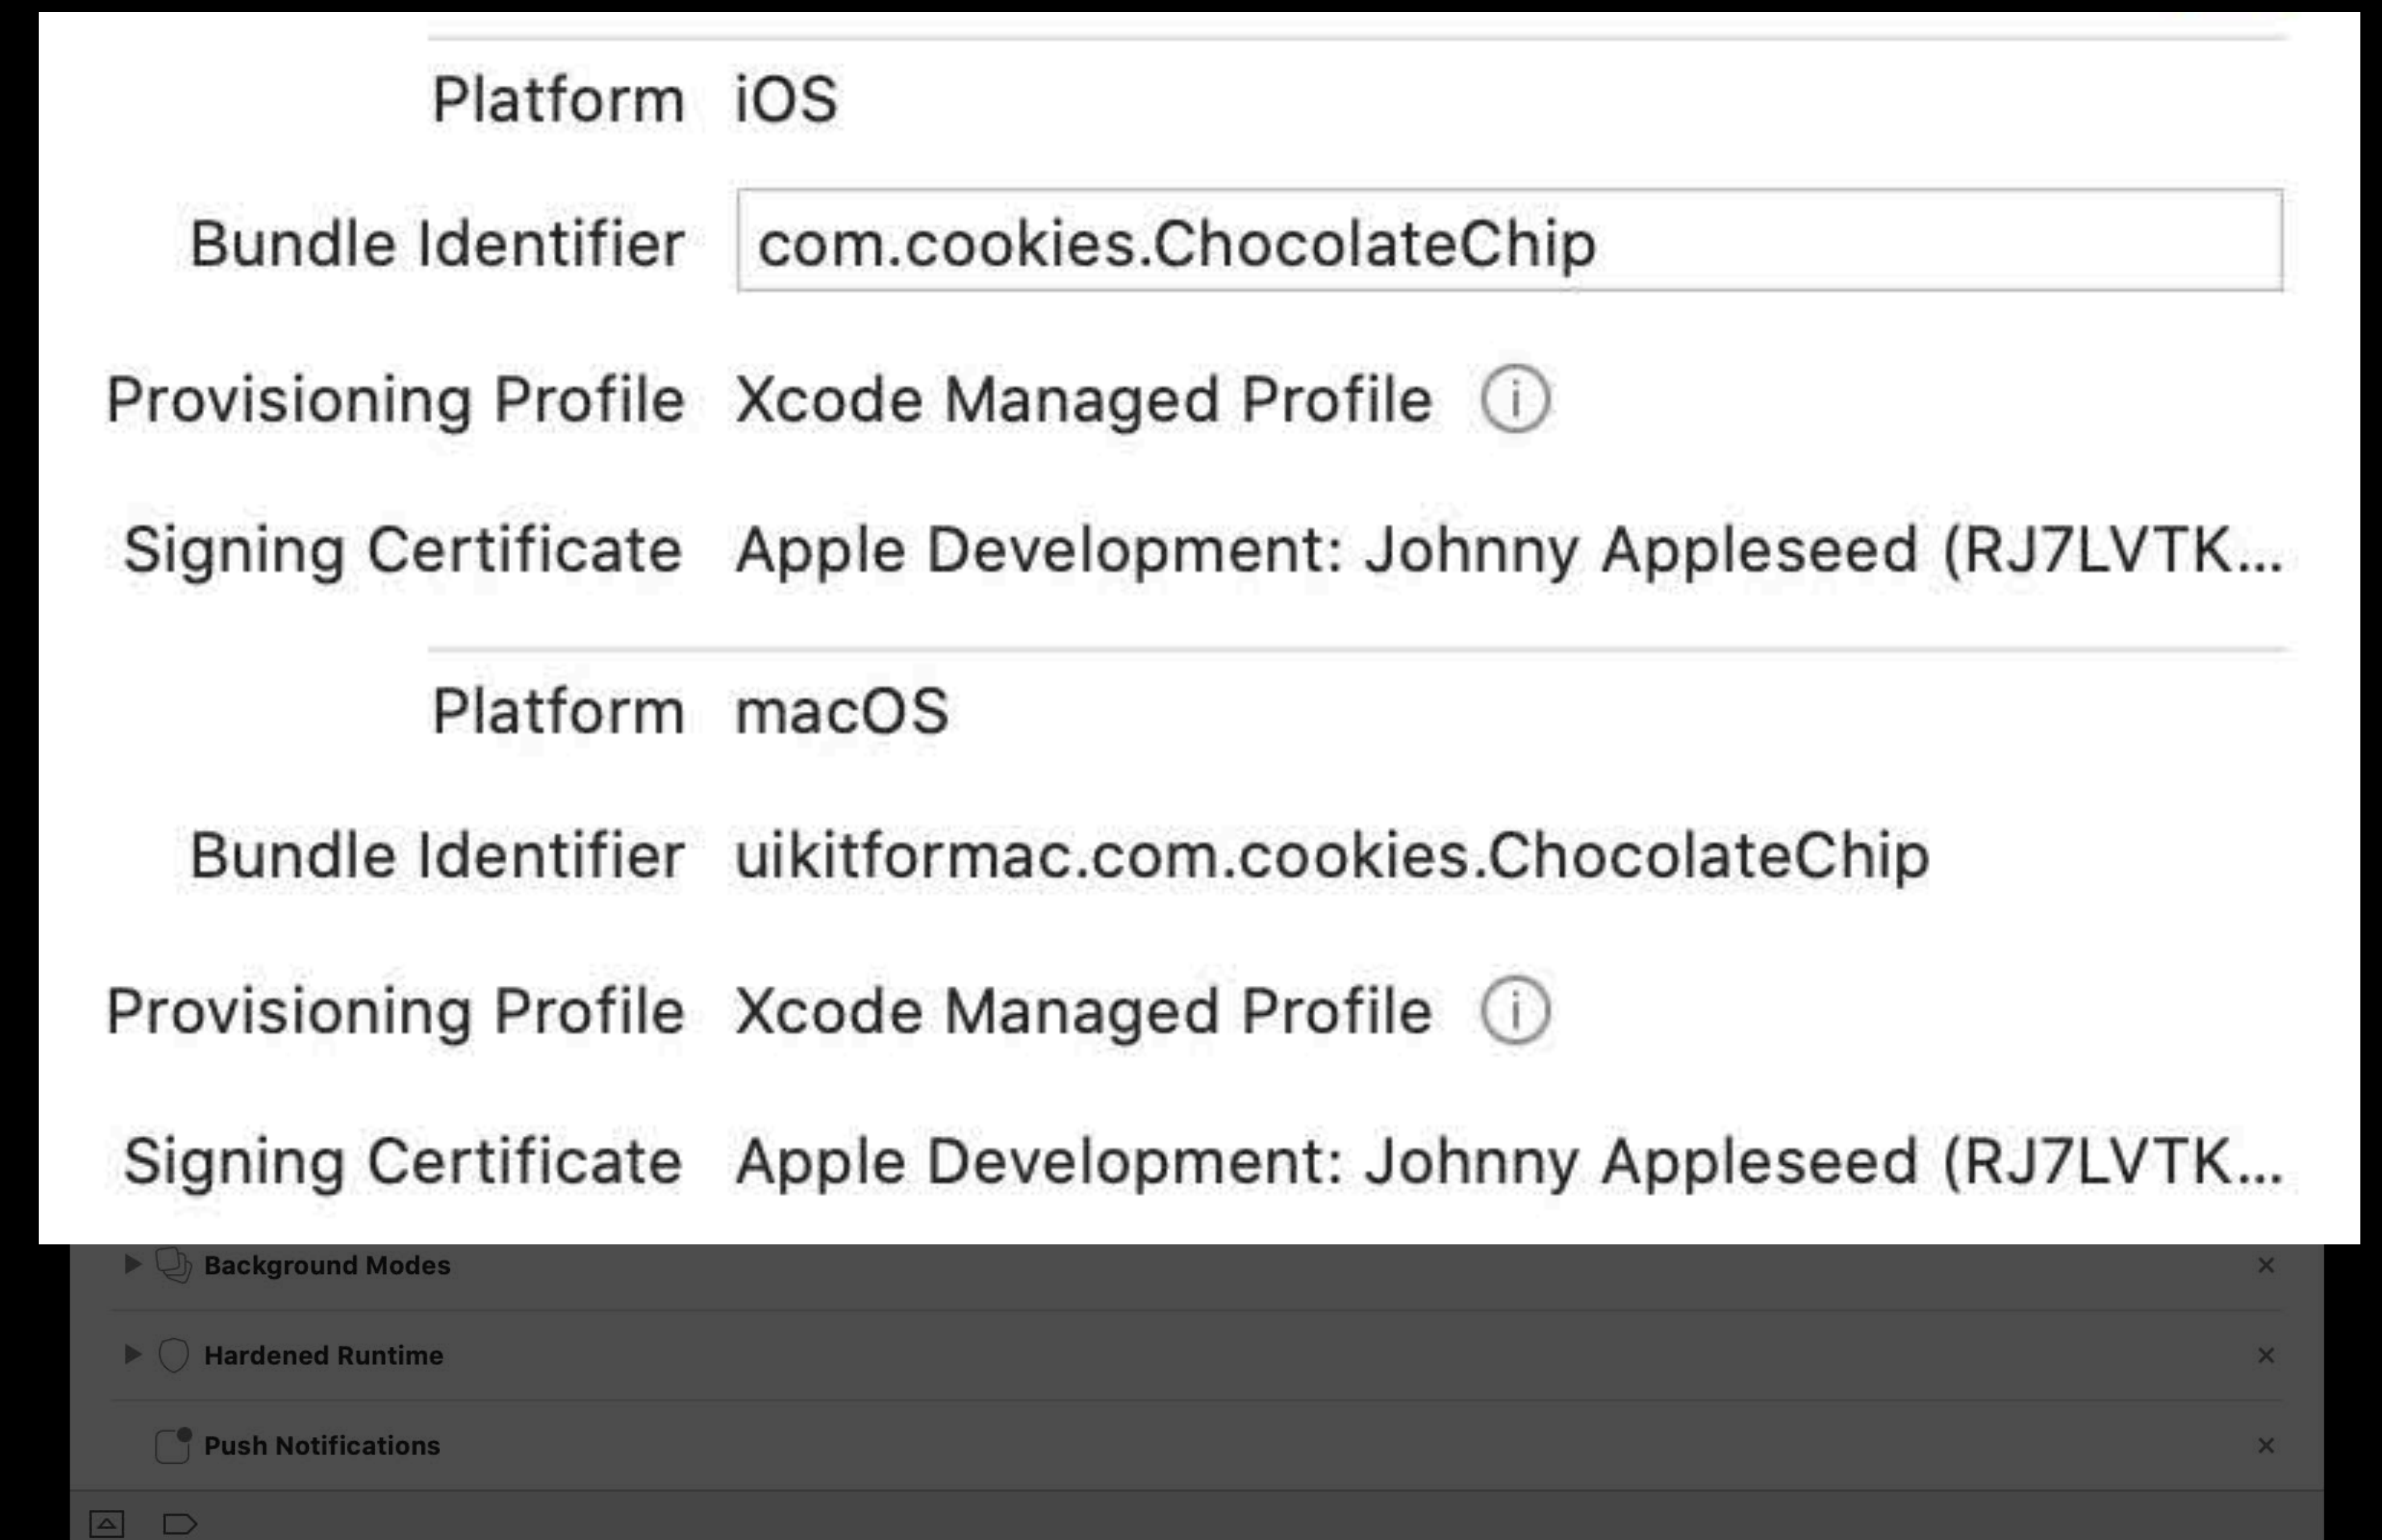 Platform iOS
Bundle Identifier com.cookies.ChocolateChip
Provisioning Profile Xcode Managed Profile i
Signing Certificate Apple Development: Johnny Appleseed (RJ7LVTK...
Platform macOS
Bundle Identifier uikitformac.com.cookies.ChocolateChip
Provisioning Profile Xcode Managed Profile i
Signing Certificate Apple Development: Johnny Appleseed (RJ7LVTK...
Background Modes
Hardened Runtime
Push Notifications